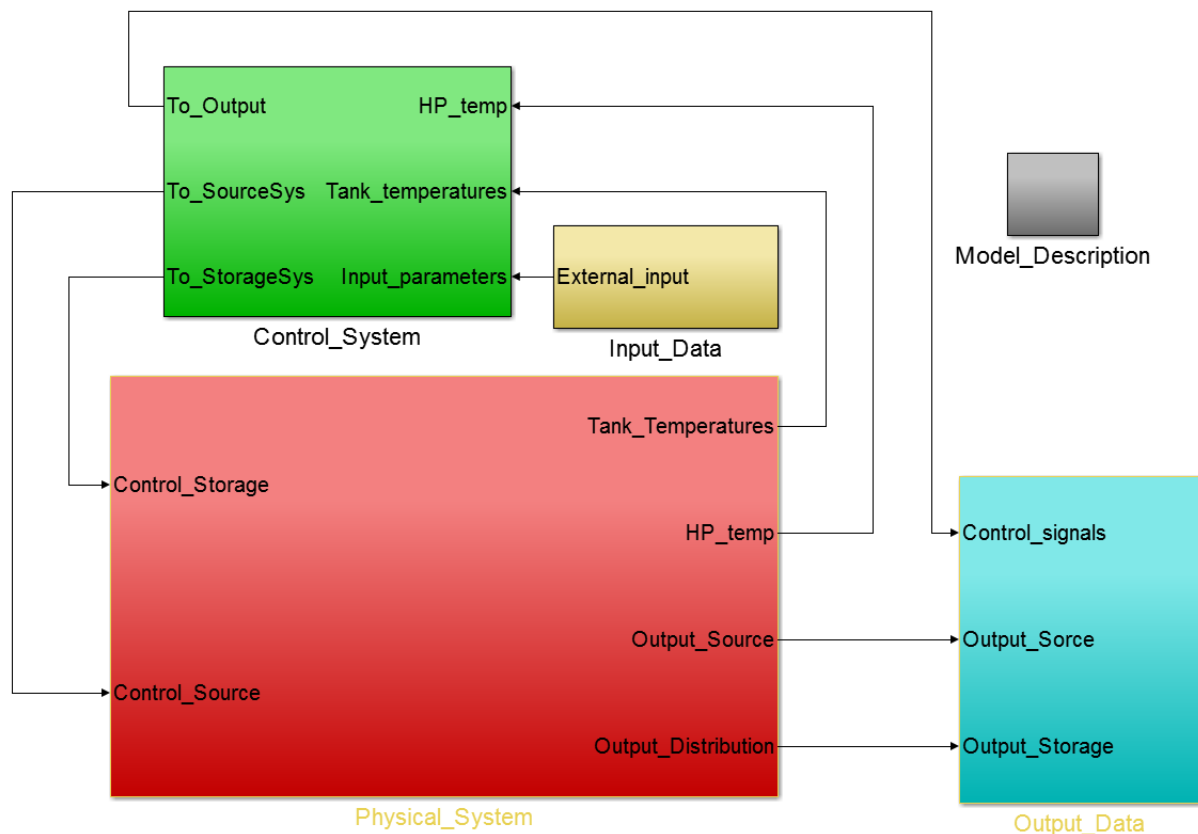 To_Output
HP_temp
To_SourceSys
Tank_temperatures
To_StorageSys
Input_parameters
Control_System
External_input
Input_Data
Model_Description
Tank_Temperatures
Control_Storage
HP_temp
Output_Source
Control_Source
Output_Distribution
Physical_System
Control_signals
Output_Sorce
Output_Storage
Output_Data